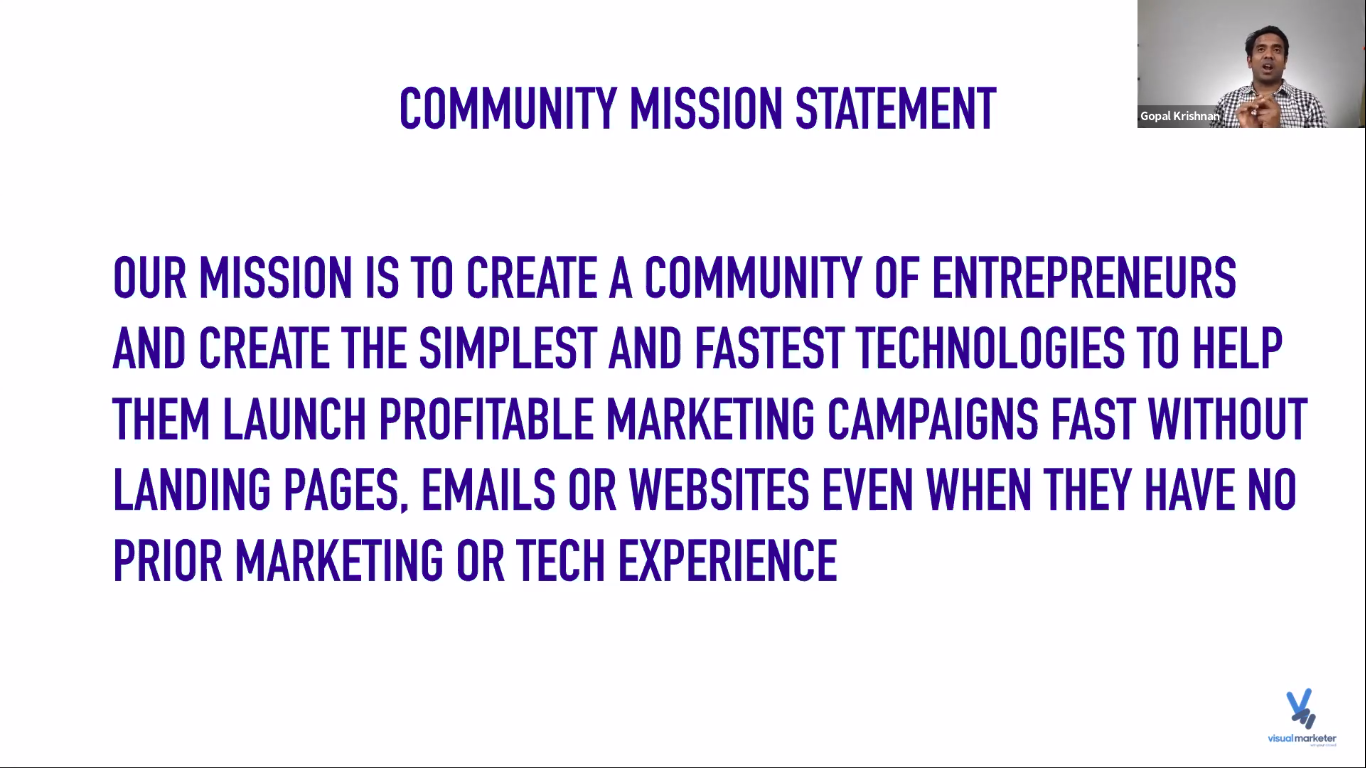 Gopal Krishnan
COMMUNITY MISSION STATEMENT
OUR MISSION IS TO CREATE A COMMUNITY OF ENTREPRENEURS
AND CREATE THE SIMPLEST AND FASTEST TECHNOLOGIES TO HELP
THEM LAUNCH PROFITABLE MARKETING CAMPAIGNS FAST WITHOUT
LANDING PAGES, EMAILS OR WEBSITES EVEN WHEN THEY HAVE NO
PRIOR MARKETING OR TECH EXPERIENCE
visualmarketer